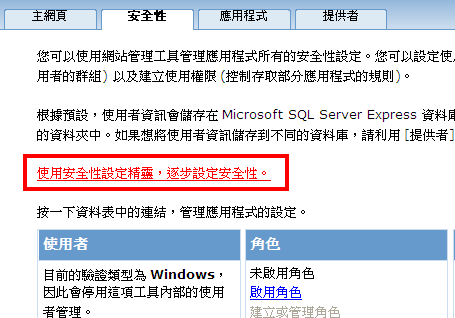 主網頁 安全性 應用程式 提供者
您可以使用網站管理工具管理應用程式所有的安全性設定。您可以設定使
用者的群組) 以及建立使用權限 (控制存取部分應用程式的規則)。
根據預設，使用者資訊會儲存在 Microsoft SQL Server Express 資料庫
的資料夾中。如果想將使用者資訊儲存到不同的資料庫，請利用 [提供者]
使用安全性設定精靈，逐步設定安全性。
按一下資料表中的連結，管理應用程式的設定。
使用者 角色
目前的驗證類型為 Windows，
因此會停用這項工具內部的使用
者管理。
未啟用角色
啟用角色
建立或管理角色